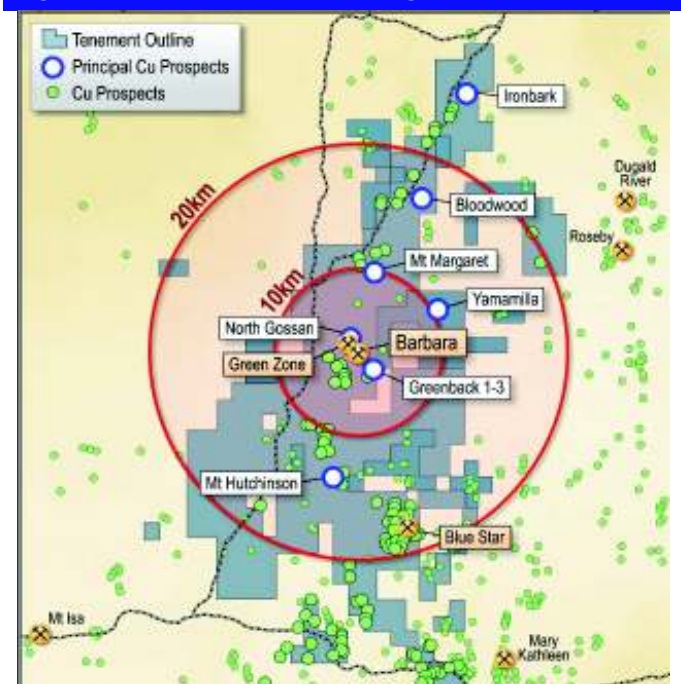 Tenement Outline
Principal Cu Prospects
Cu Prospects
Ironbark
Dugald
River
20km
Bloodwood
Roseby
Mt Margaret
10km
Yamamilla
North Gossan
Barbara
Green Zone
Greenback 1-3
Mt Hutchinson
Blue Star
Mt Isa
Mary
Kathleen